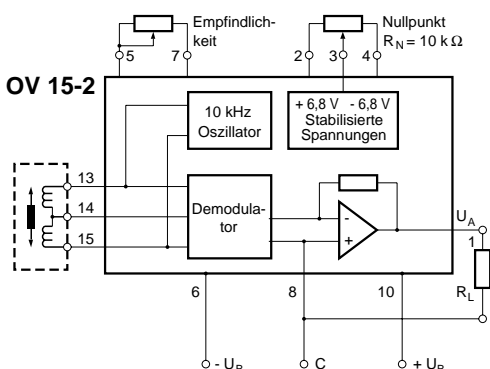 Empfindlich-
keit
Nullpunkt
R_N = 10 kΩ
5
7
2
3
4
OV 15-2
10 kHz
Oszillator
+ 6,8 V - 6,8 V
Stabilisierte
Spannungen
13
14
15
Demodula-
tor
-
+
U_A
1
R_L
6
8
10
- U_B
C
+ U_B